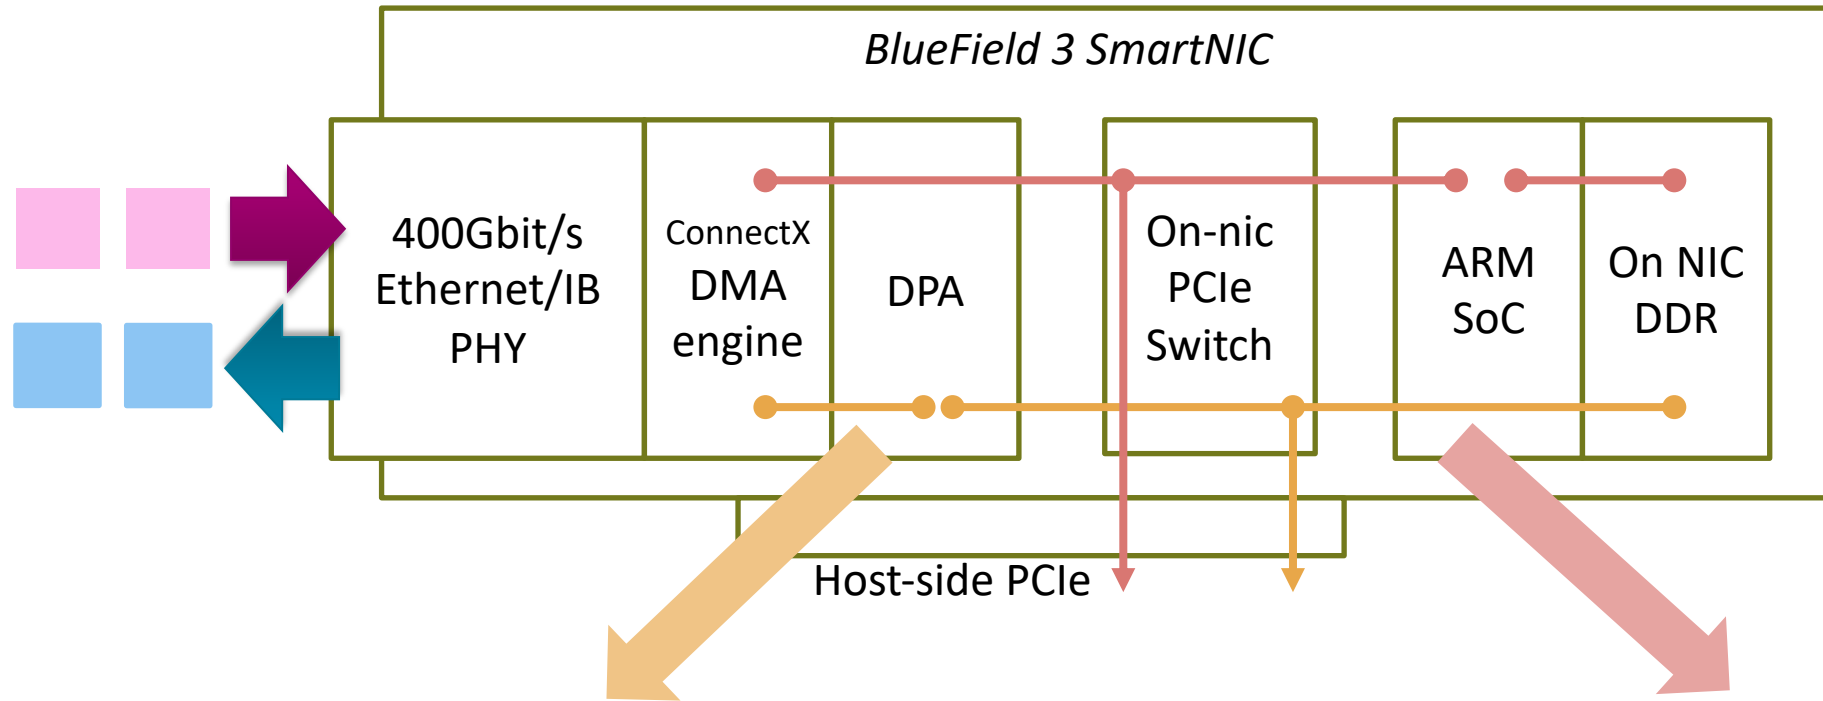 BlueField 3 SmartNIC
400Gbit/s
Ethernet/IB
PHY
ConnectX
DMA
engine
DPA
On-nic
PCIe
Switch
ARM
SoC
On NIC
DDR
Host-side PCIe